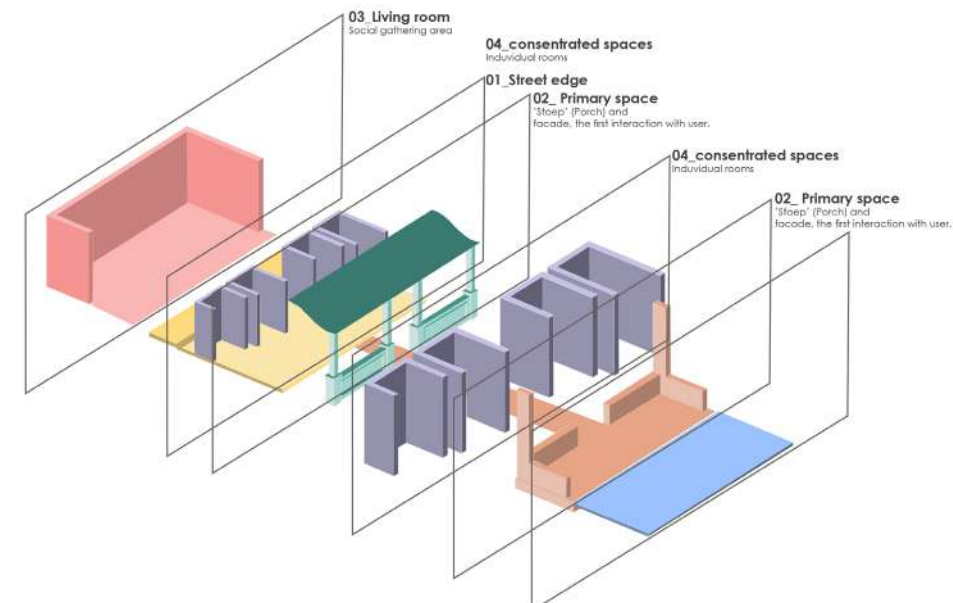 03_Living room
Social gathering area
04_consentrated spaces
Induvidual rooms
01_Street edge
02_ Primary space
'Stoep' (Porch) and
facade, the first interaction with user.
04_consentrated spaces
Induvidual rooms
02_ Primary space
'Stoep' (Porch) and
facade, the first interaction with user.